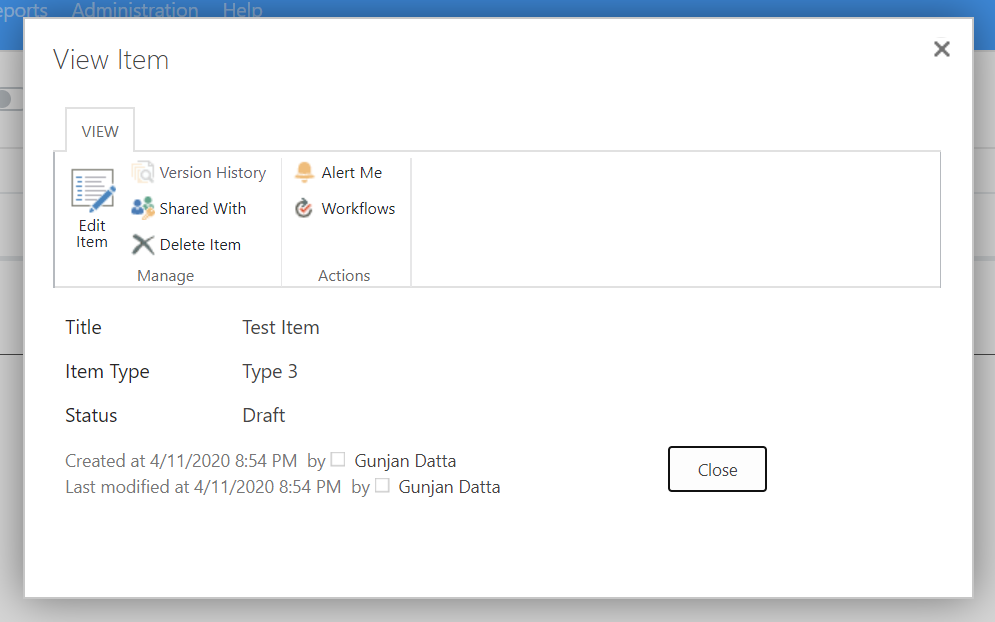 eports Administration Help
View Item
VIEW
Edit Item
Version History
Shared With
Delete Item
Manage
Alert Me
Workflows
Actions
Title Test Item
Item Type Type 3
Status Draft
Created at 4/11/2020 8:54 PM by Gunjan Datta
Last modified at 4/11/2020 8:54 PM by Gunjan Datta
Close